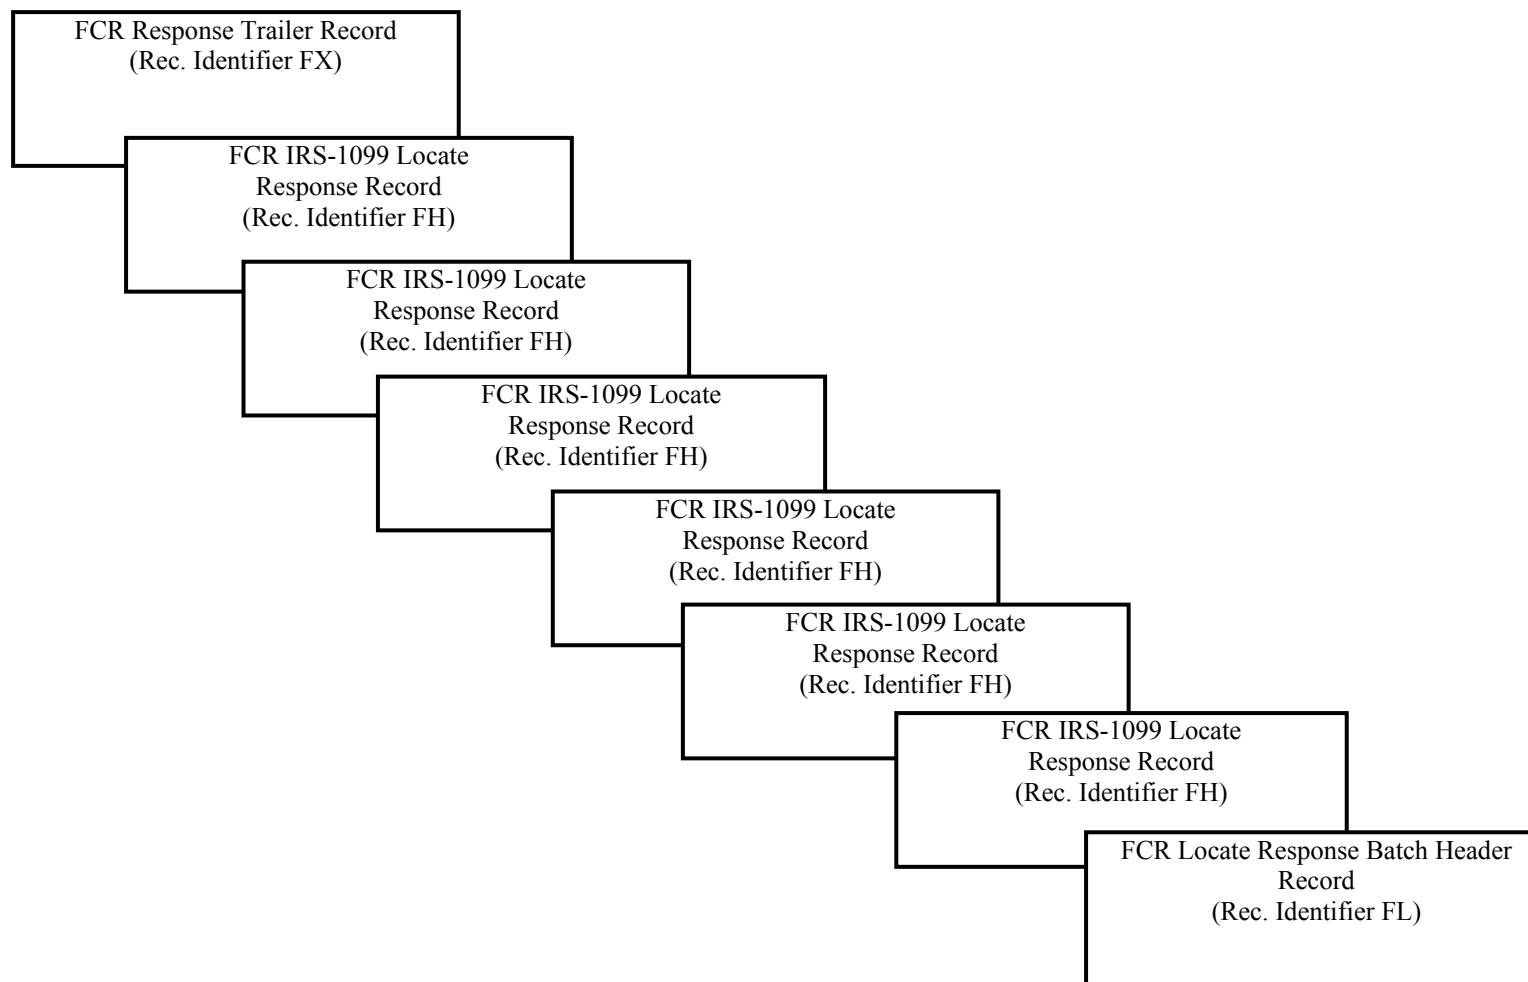 FCR Response Trailer Record
(Rec. Identifier FX)
FCR IRS-1099 Locate
Response Record
(Rec. Identifier FH)
FCR IRS-1099 Locate
Response Record
(Rec. Identifier FH)
FCR IRS-1099 Locate
Response Record
(Rec. Identifier FH)
FCR IRS-1099 Locate
Response Record
(Rec. Identifier FH)
FCR IRS-1099 Locate
Response Record
(Rec. Identifier FH)
FCR IRS-1099 Locate
Response Record
(Rec. Identifier FH)
FCR Locate Response Batch Header
Record
(Rec. Identifier FL)